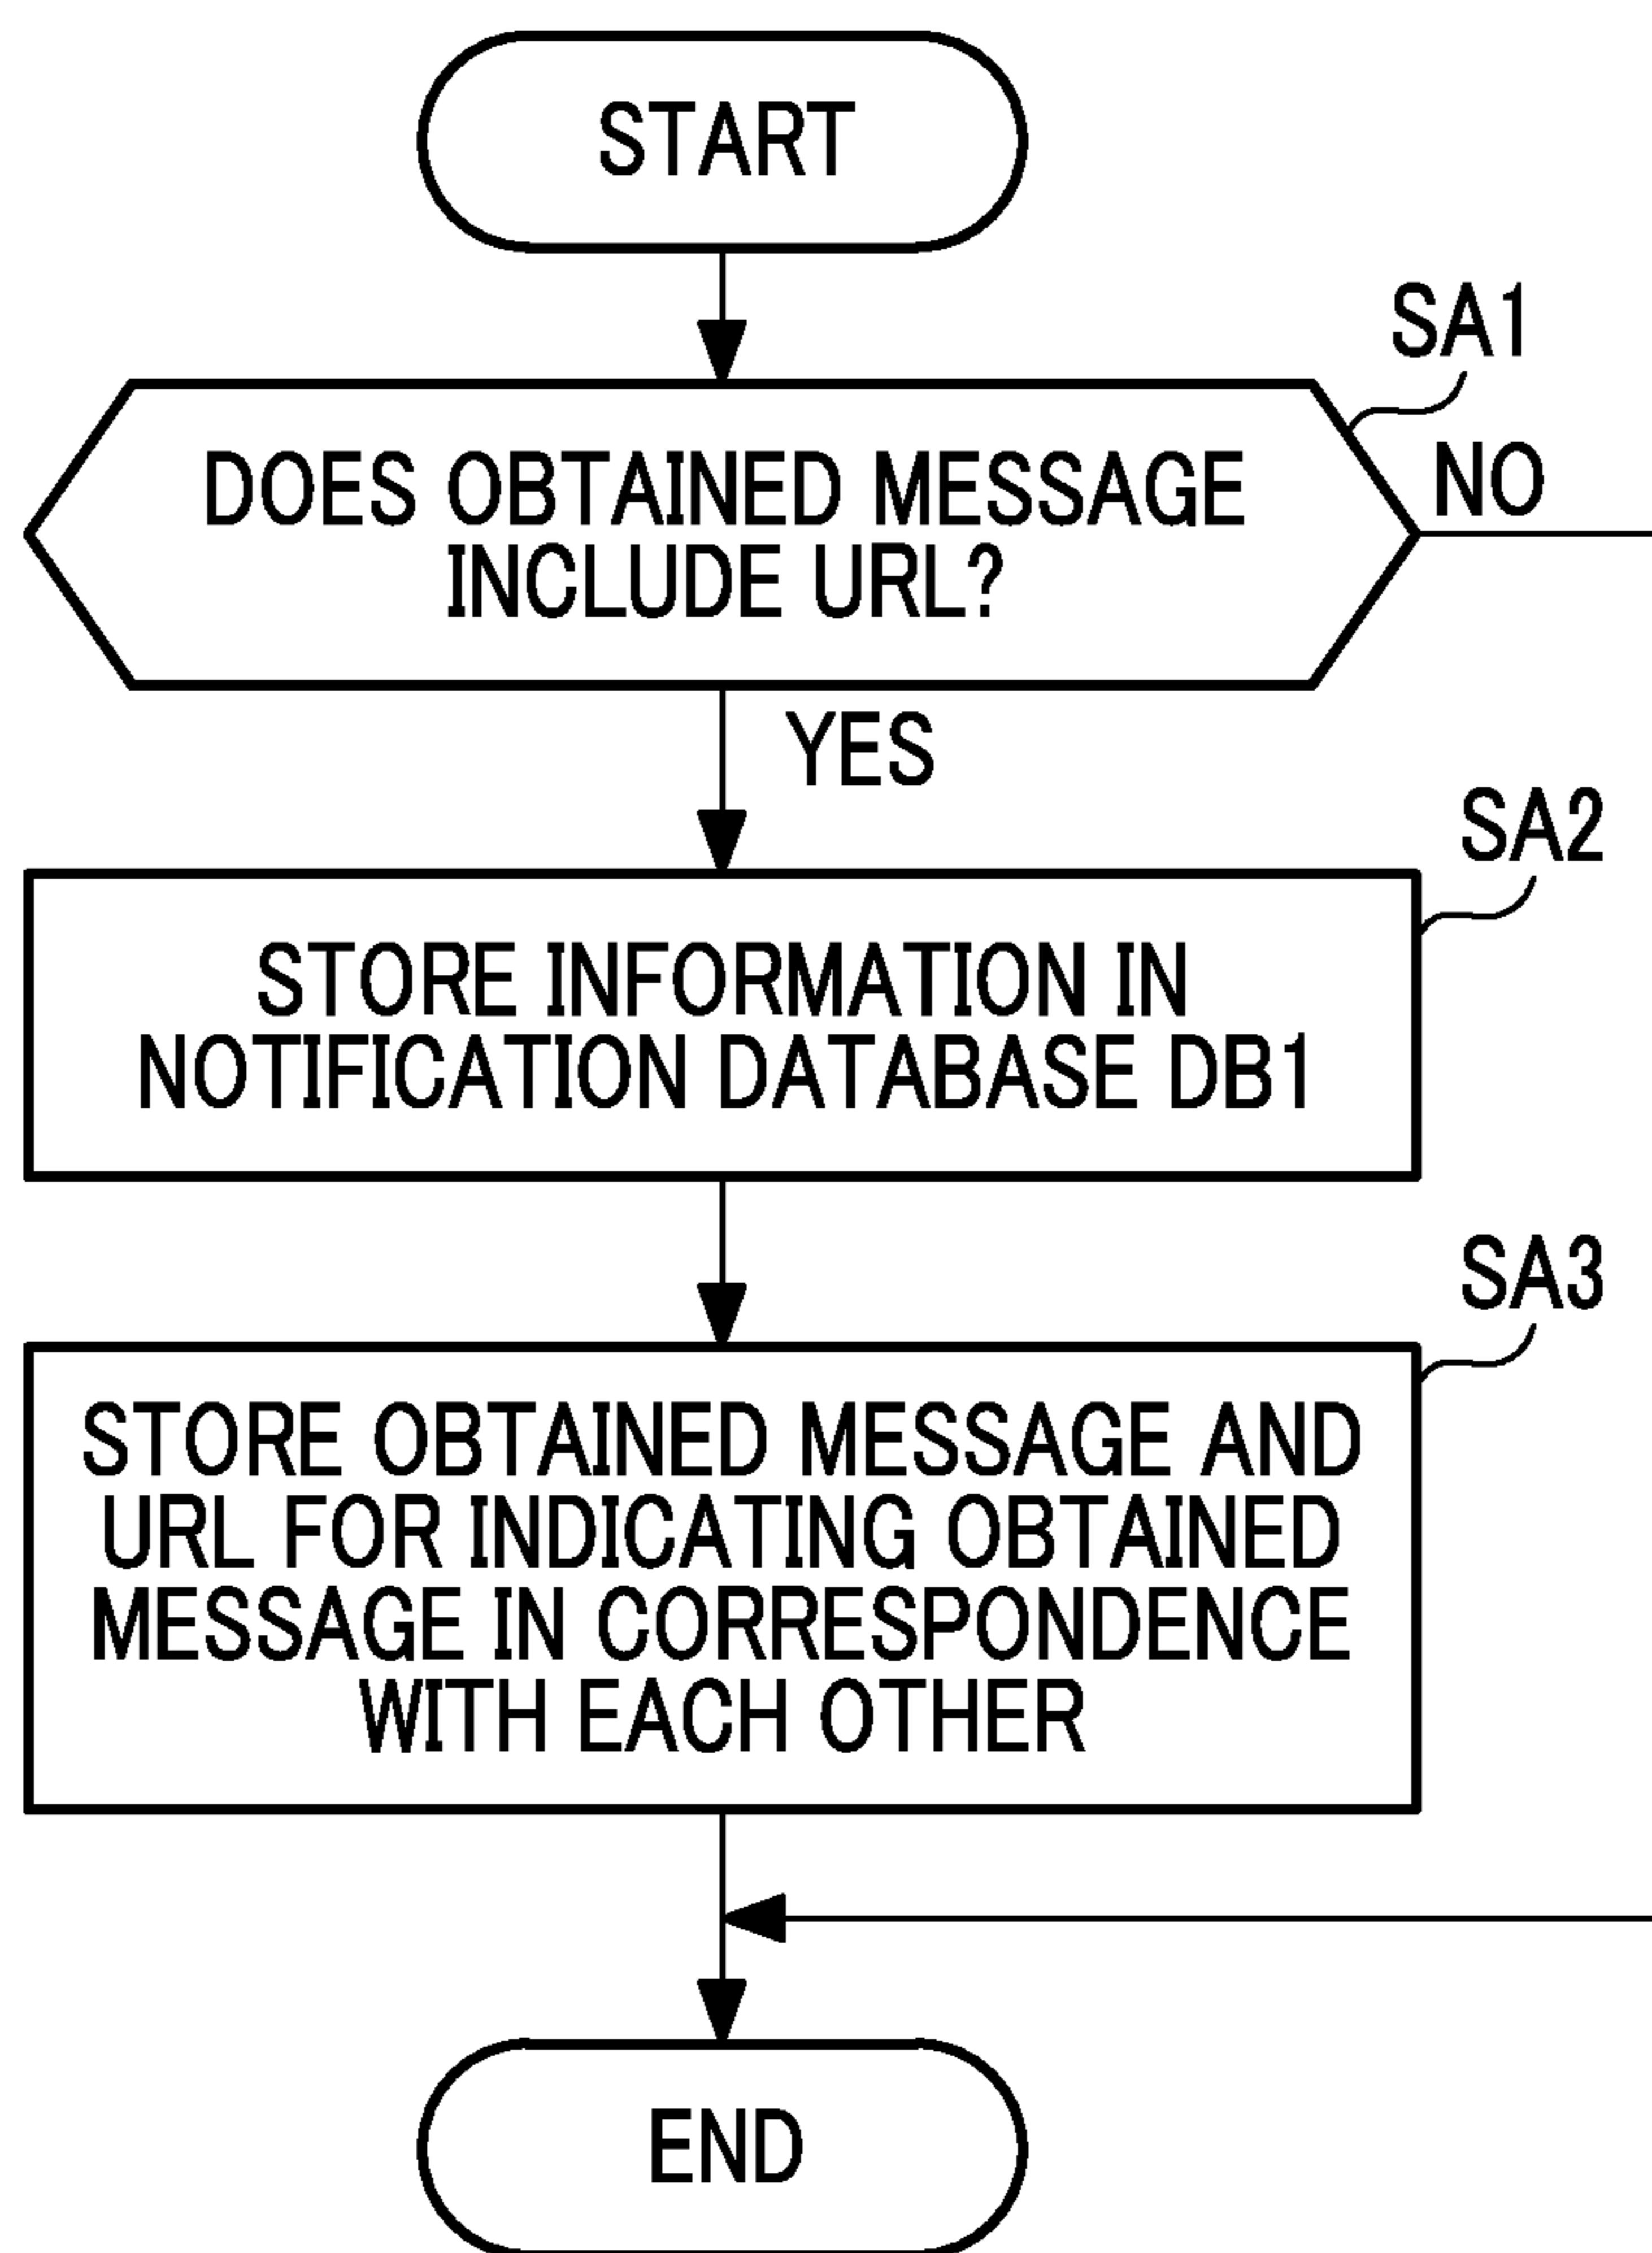 START
SA1
DOES OBTAINED MESSAGE
INCLUDE URL?
NO
YES
SA2
STORE INFORMATION IN
NOTIFICATION DATABASE DB1
SA3
STORE OBTAINED MESSAGE AND
URL FOR INDICATING OBTAINED
MESSAGE IN CORRESPONDENCE
WITH EACH OTHER
END